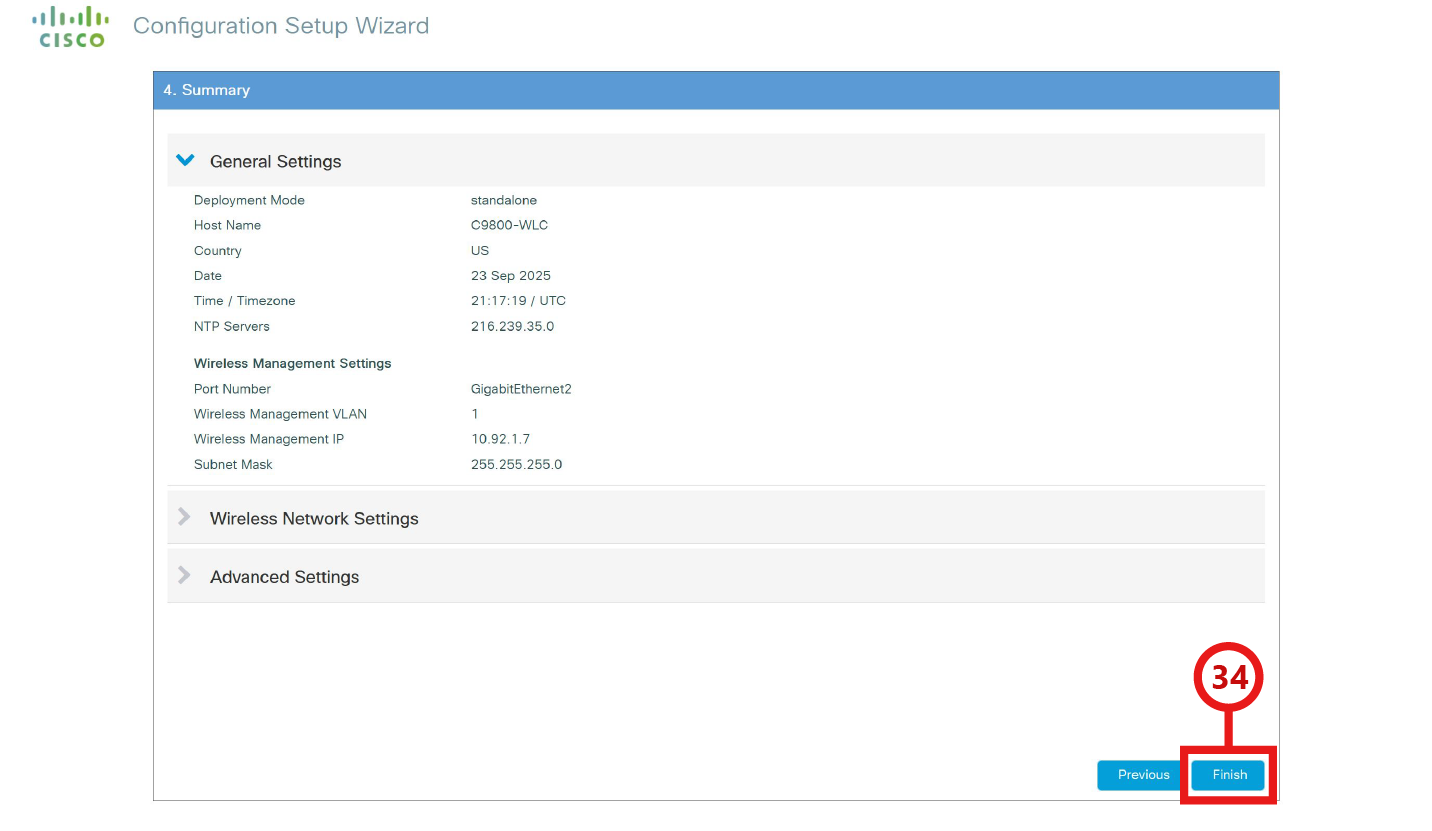 CISCO
Configuration Setup Wizard
4. Summary
General Settings
Deployment Mode standalone
Host Name C9800-WLC
Country US
Date 23 Sep 2025
Time / Timezone 21:17:19 / UTC
NTP Servers 216.239.35.0
Wireless Management Settings
Port Number GigabitEthernet2
Wireless Management VLAN 1
Wireless Management IP 10.92.1.7
Subnet Mask 255.255.255.0
Wireless Network Settings
Advanced Settings
34
Previous Finish